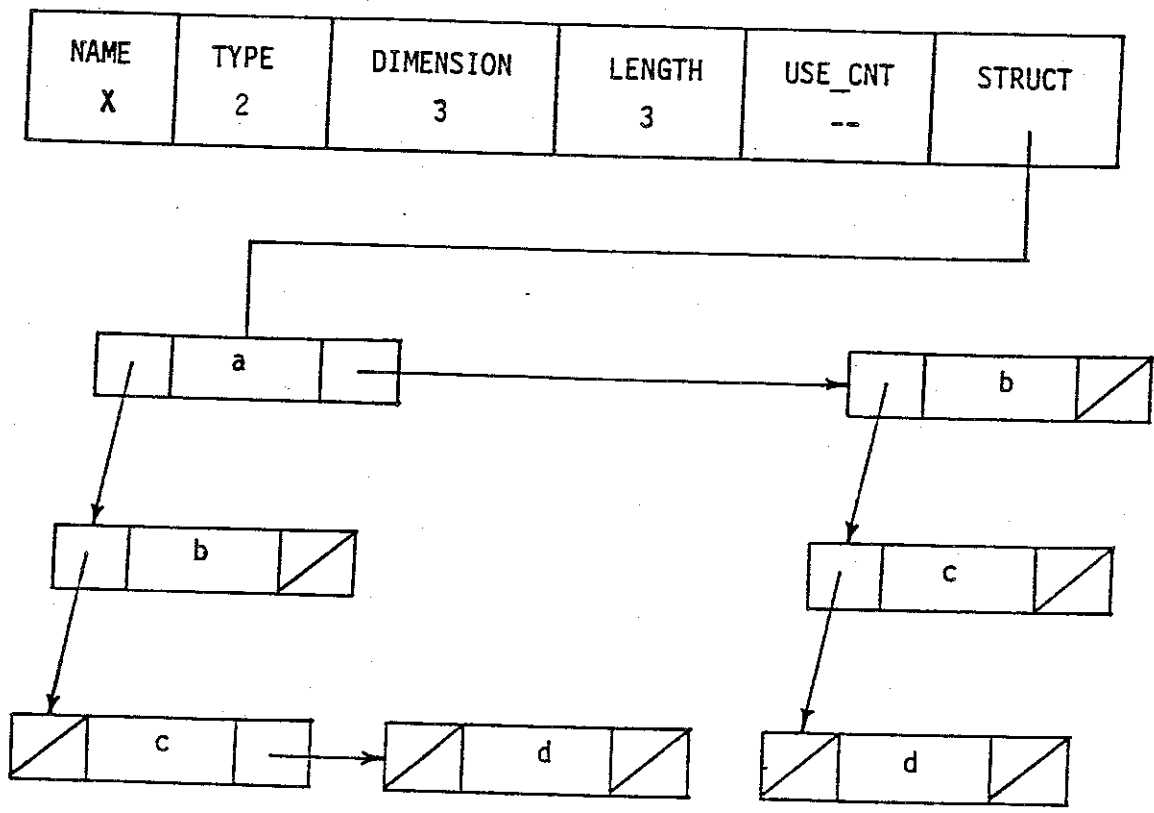 NAME TYPE DIMENSION LENGTH USE_CNT STRUCT
X 2 3 3 --
a b
b c
c d d